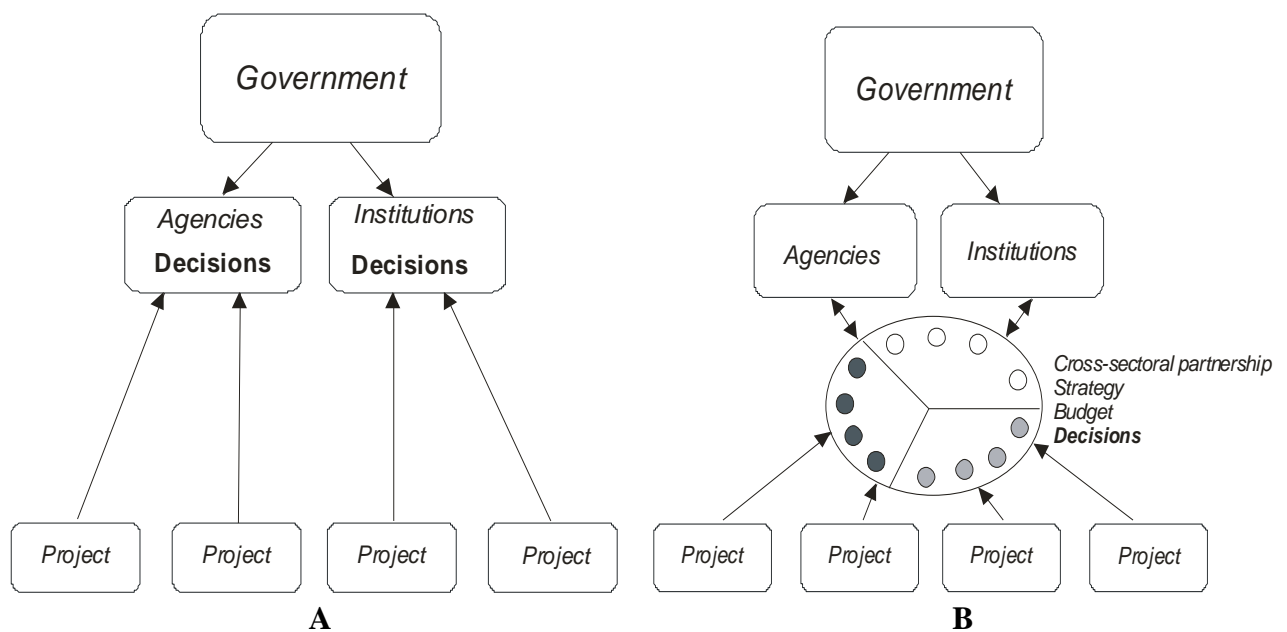 Government
Agencies
Decisions
Institutions
Decisions
Project
Project
Project
Project
A
Government
Agencies
Institutions
Cross-sectoral partnership
Strategy
Budget
Decisions
Project
Project
Project
Project
B